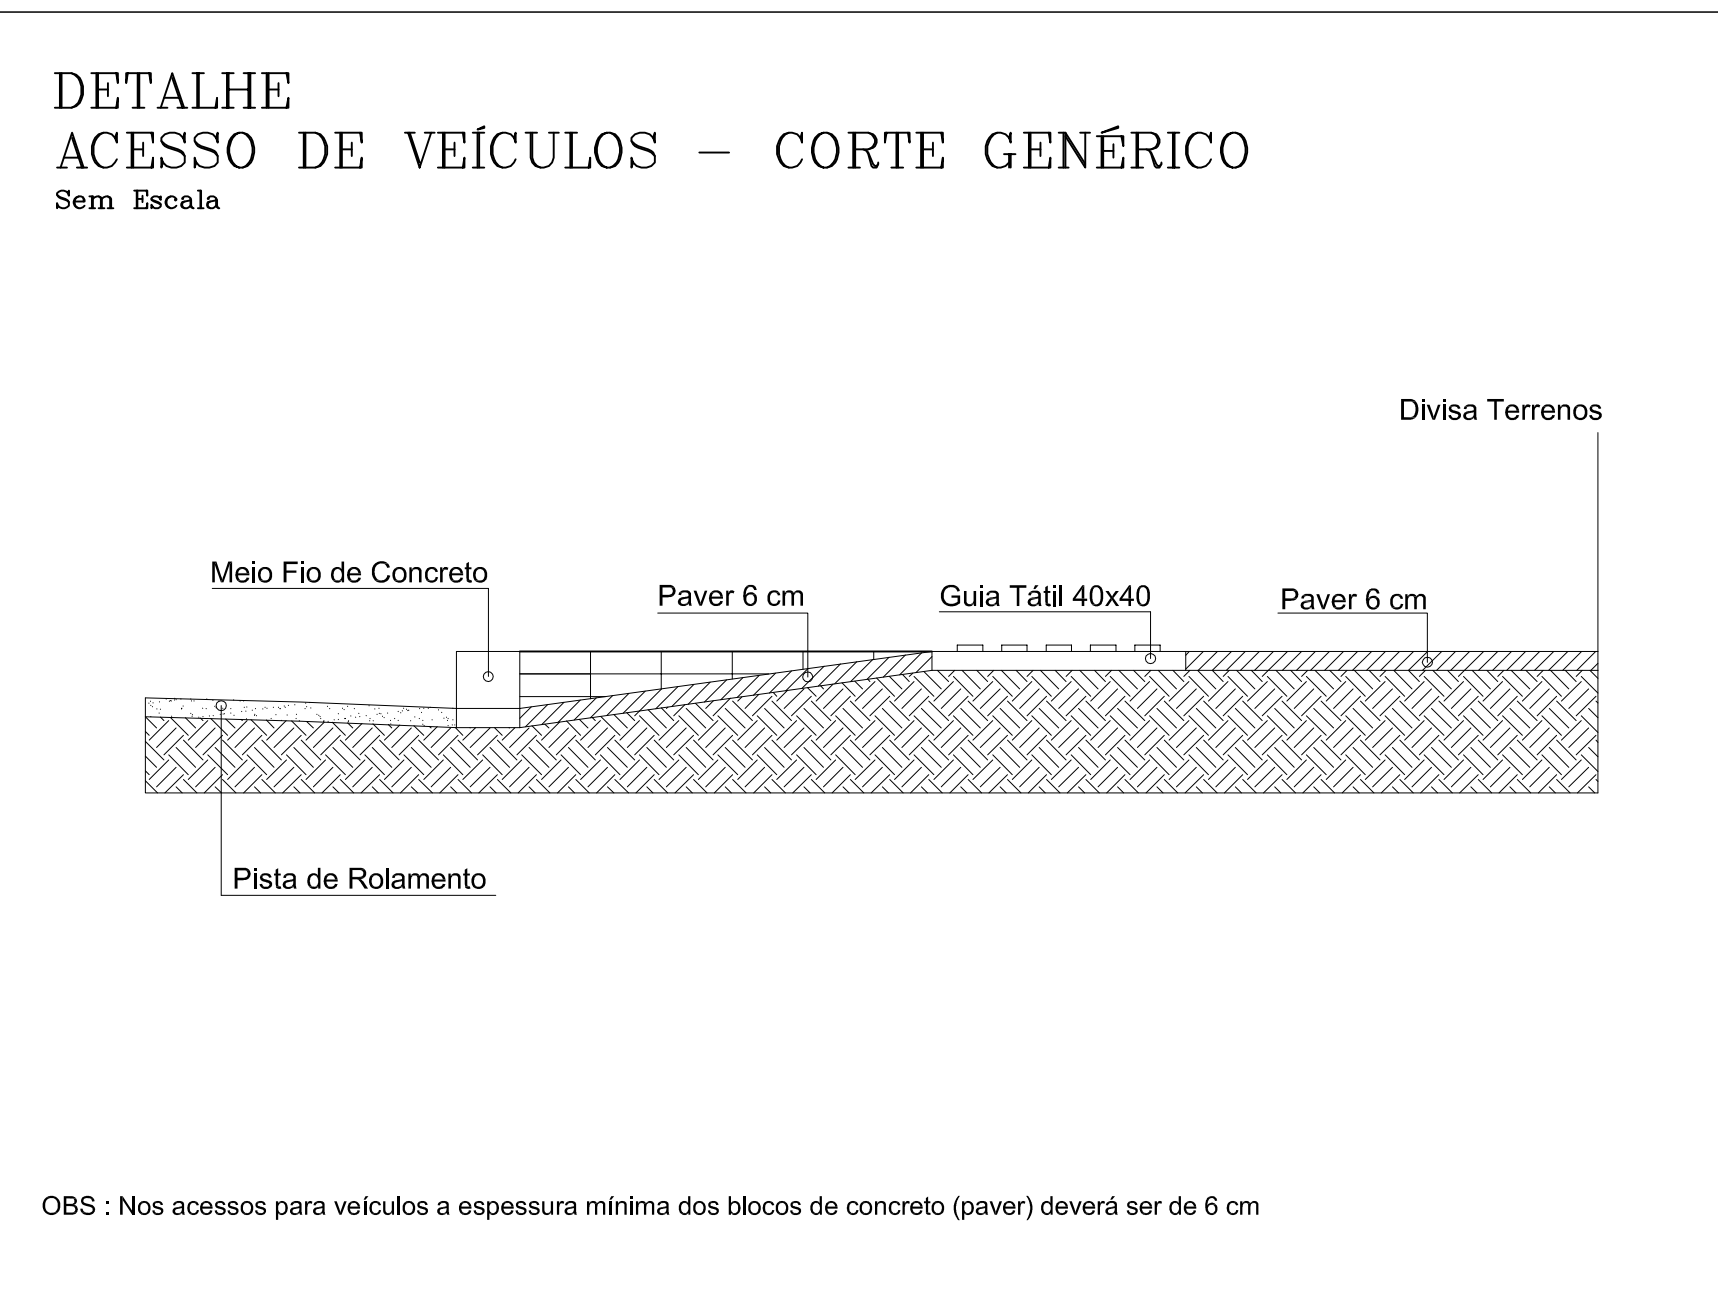 DETALHE
ACESSO DE VEÍCULOS – CORTE GENÉRICO
Sem Escala
Divisa Terrenos
Meio Fio de Concreto
Paver 6 cm
Guia Tátil 40x40
Paver 6 cm
Pista de Rolamento
OBS : Nos acessos para veículos a espessura mínima dos blocos de concreto (paver) deverá ser de 6 cm